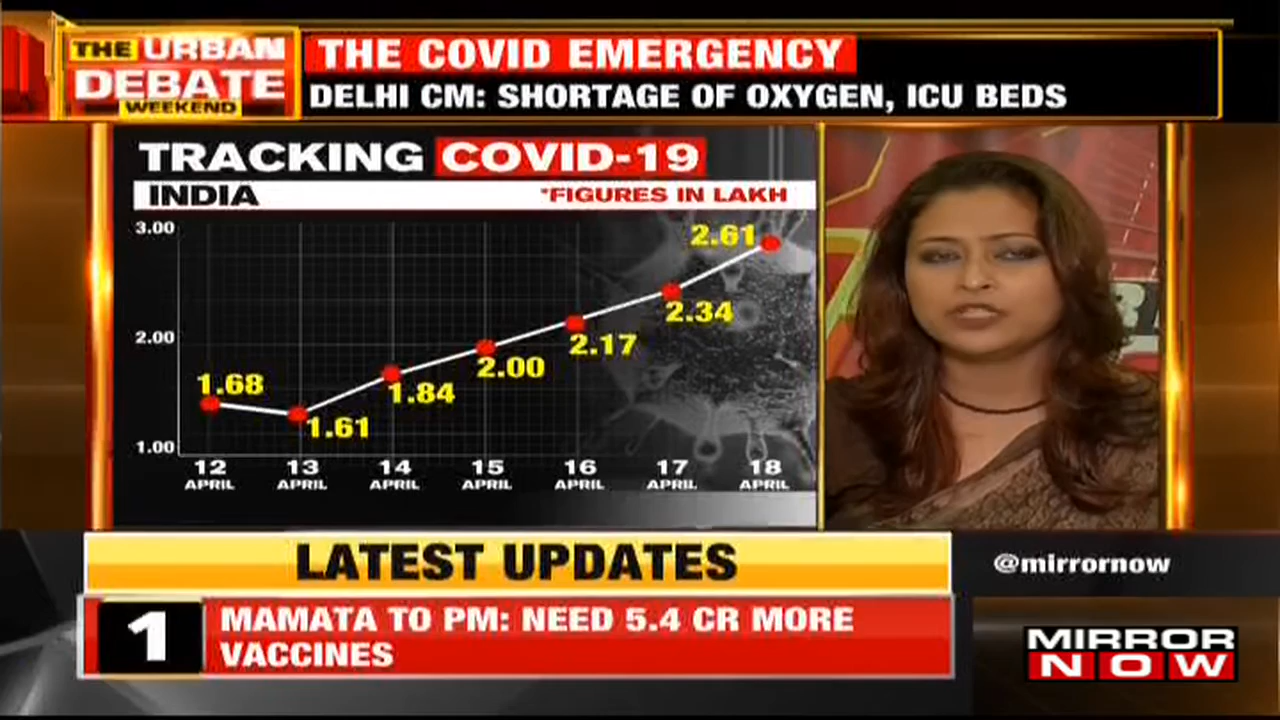 THE URBAN
DEBATE
WEEKEND
THE COVID EMERGENCY
DELHI CM: SHORTAGE OF OXYGEN, ICU BEDS
TRACKING COVID-19
INDIA *FIGURES IN LAKH
3.00
2.00
1.00
1.68
1.61
1.84
2.00
2.17
2.34
2.61
12 13 14 15 16 17 18
APRIL APRIL APRIL APRIL APRIL APRIL APRIL
LATEST UPDATES
1
MAMATA TO PM: NEED 5.4 CR MORE
VACCINES
@mirrornow
MIRROR
NOW